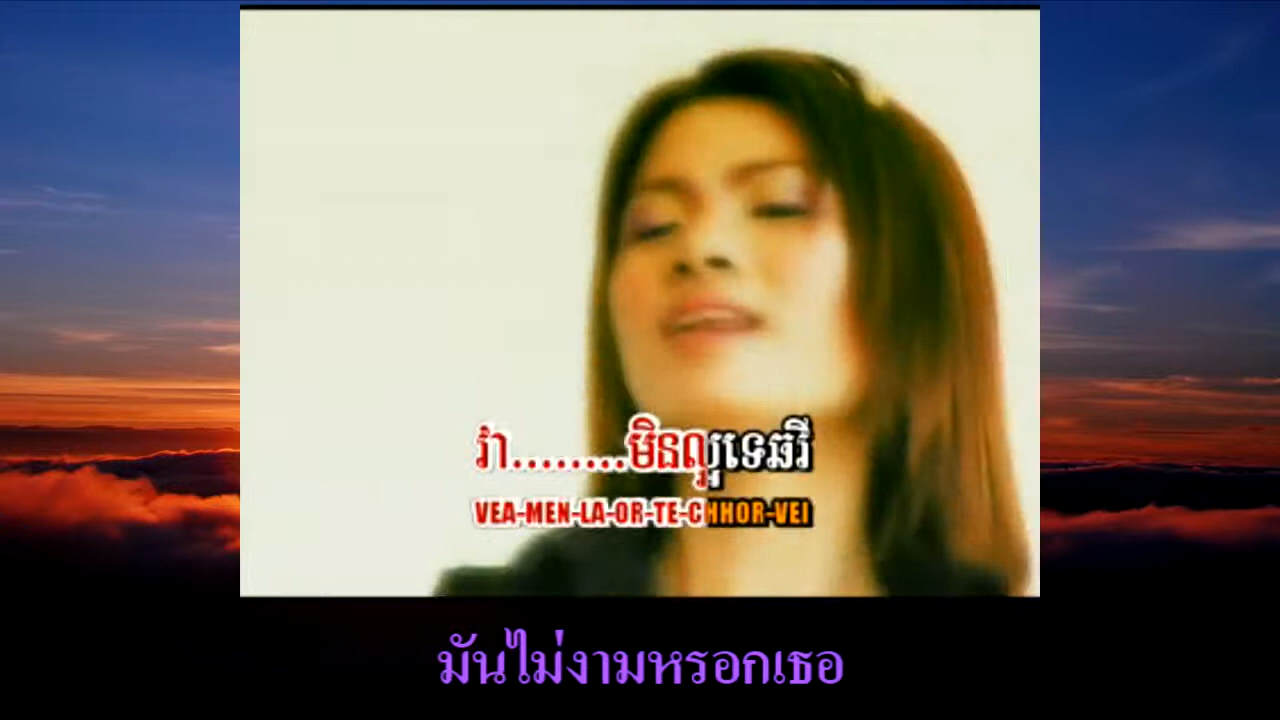 វា........មិនល្អទេឆវី
VEA-MEN-LA-OR-TE-CHHOR-VEI
มันไม่งามหรอกเธอ